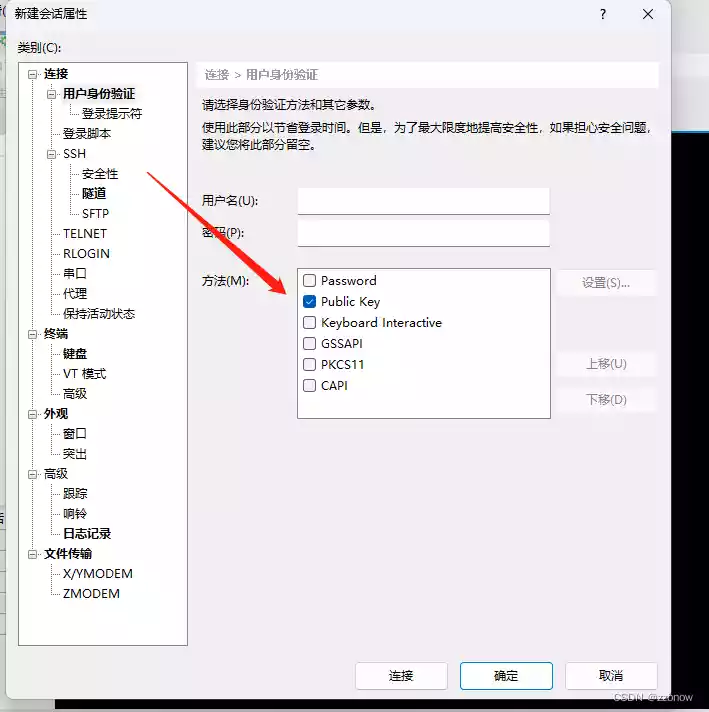 新建会话属性
?
类别(C):
连接
用户身份验证
登录提示符
登录脚本
SSH
安全性
隧道
SFTP
TELNET
RLOGIN
串口
代理
保持活动状态
终端
键盘
VT 模式
高级
外观
窗口
突出
高级
跟踪
响铃
日志记录
文件传输
X/YMODEM
ZMODEM
连接 > 用户身份验证
请选择身份验证方法和其它参数。
使用此部分以节省登录时间。但是，为了最大限度地提高安全性，如果担心安全问题，
建议您将此部分留空。
用户名(U):
密码(P):
方法(M):
Password
Public Key
Keyboard Interactive
GSSAPI
PKCS11
CAPI
设置(S)...
上移(U)
下移(D)
连接
确定
取消
CSDN @zzbnow